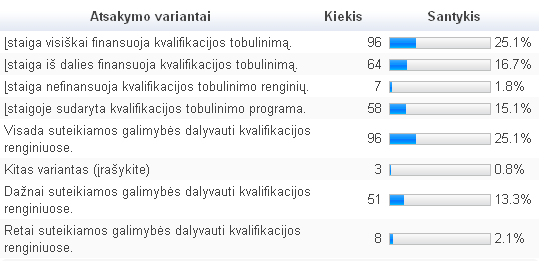 Atsakymo variantai Kiekis Santykis
Įstaiga visiškai finansuoja kvalifikacijos tobulinimą. 96 25.1%
Įstaiga iš dalies finansuoja kvalifikacijos tobulinimą. 64 16.7%
Įstaiga nefinansuoja kvalifikacijos tobulinimo renginių. 7 1.8%
Įstaigoje sudaryta kvalifikacijos tobulinimo programa. 58 15.1%
Visada suteikiamos galimybės dalyvauti kvalifikacijos
renginiuose. 96 25.1%
Kitas variantas (įrašykite) 3 0.8%
Dažnai suteikiamos galimybės dalyvauti kvalifikacijos
renginiuose. 51 13.3%
Retai suteikiamos galimybės dalyvauti kvalifikacijos
renginiuose. 8 2.1%